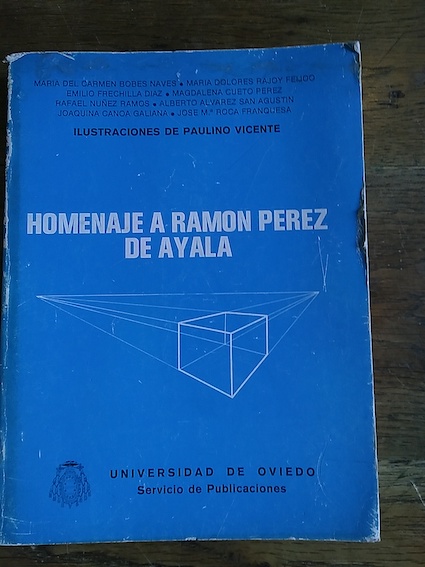 MARIA DEL CARMEN BOBES NAVES • MARIA DOLORES RAJOY FEIJOO
EMILIO FRECHILLA DIAZ • MAGDALENA CUETO PEREZ
RAFAEL NUÑEZ RAMOS • ALBERTO ALVAREZ SAN AGUSTIN
JOAQUINA CANOA GALIANA • JOSE Mª ROCA FRANQUESA
ILUSTRACIONES DE PAULINO VICENTE
HOMENAJE A RAMON PEREZ
DE AYALA
UNIVERSIDAD DE OVIEDO
Servicio de Publicaciones